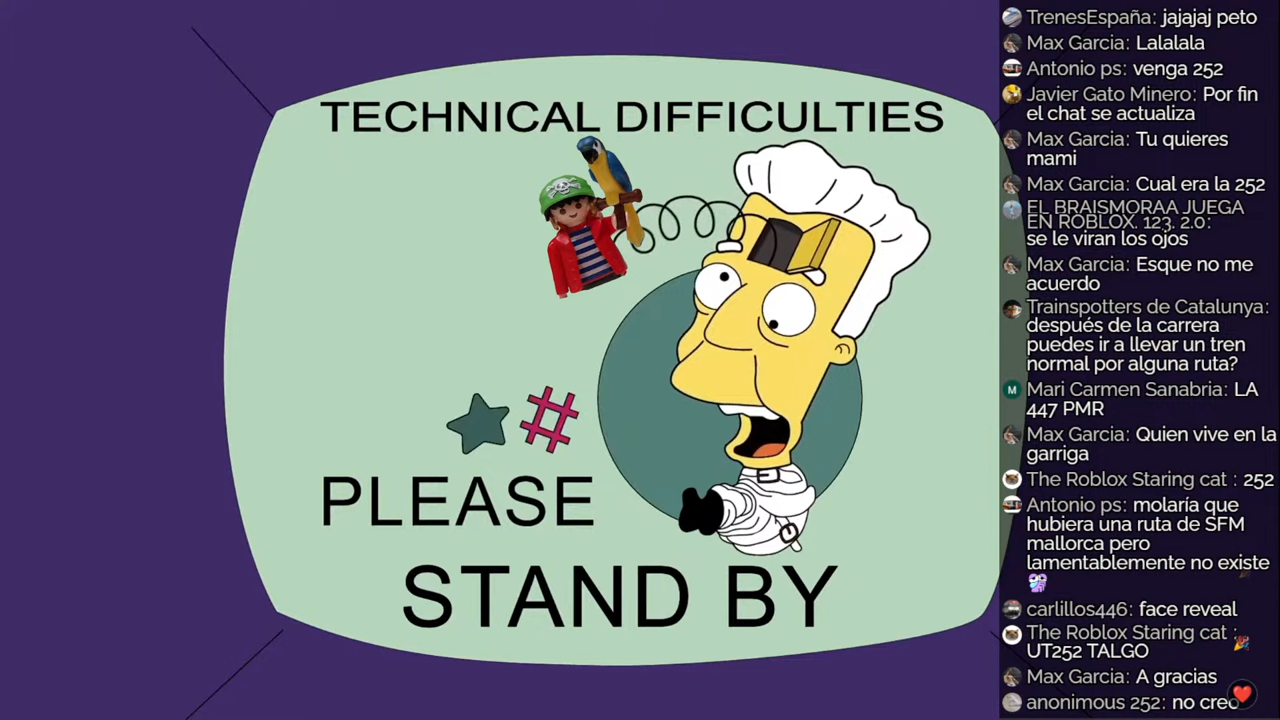 TECHNICAL DIFFICULTIES
#
PLEASE
STAND BY
TrenesEspaña: jajajaj peto
Max Garcia: Lalalala
Antonio ps: venga 252
Javier Gato Minero: Por fin
el chat se actualiza
Max Garcia: Tu quieres
mami
Max Garcia: Cual era la 252
EL BRAISMORAA JUEGA
EN ROBLOX. 123. 2.0:
se le viran los ojos
Max Garcia: Esque no me
acuerdo
Trainspotters de Catalunya:
después de la carrera
puedes ir a llevar un tren
normal por alguna ruta?
M Mari Carmen Sanabria: LA
447 PMR
Max Garcia: Quien vive en la
garriga
The Roblox Staring cat : 252
Antonio ps: molaría que
hubiera una ruta de SFM
mallorca pero
lamentablemente no existe
carlillos446: face reveal
The Roblox Staring cat :
UT252 TALGO
Max Garcia: A gracias
anonimous 252: no creo